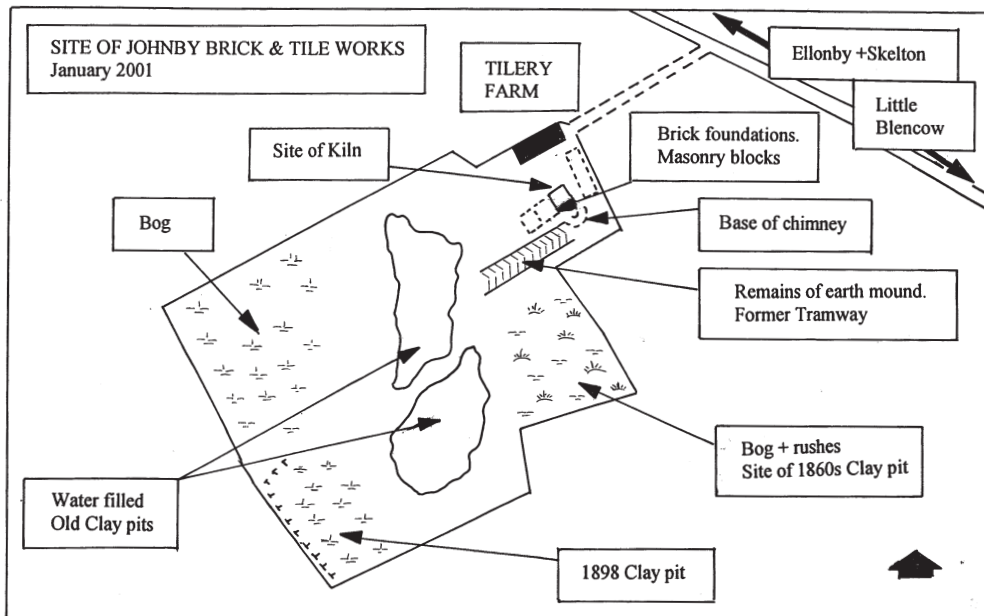 SITE OF JOHNBY BRICK & TILE WORKS
January 2001
TILERY
FARM
Ellonby +Skelton
Little
Blencow
Site of Kiln
Brick foundations.
Masonry blocks
Bog
Base of chimney
Remains of earth mound.
Former Tramway
Bog + rushes
Site of 1860s Clay pit
Water filled
Old Clay pits
1898 Clay pit